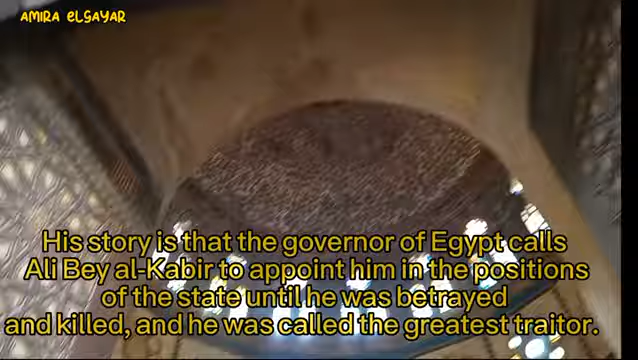 AMIRA ELGAYAR
His story is that the governor of Egypt calls
Ali Bey al-Kabir to appoint him in the positions
of the state until he was betrayed
and killed, and he was called the greatest traitor.